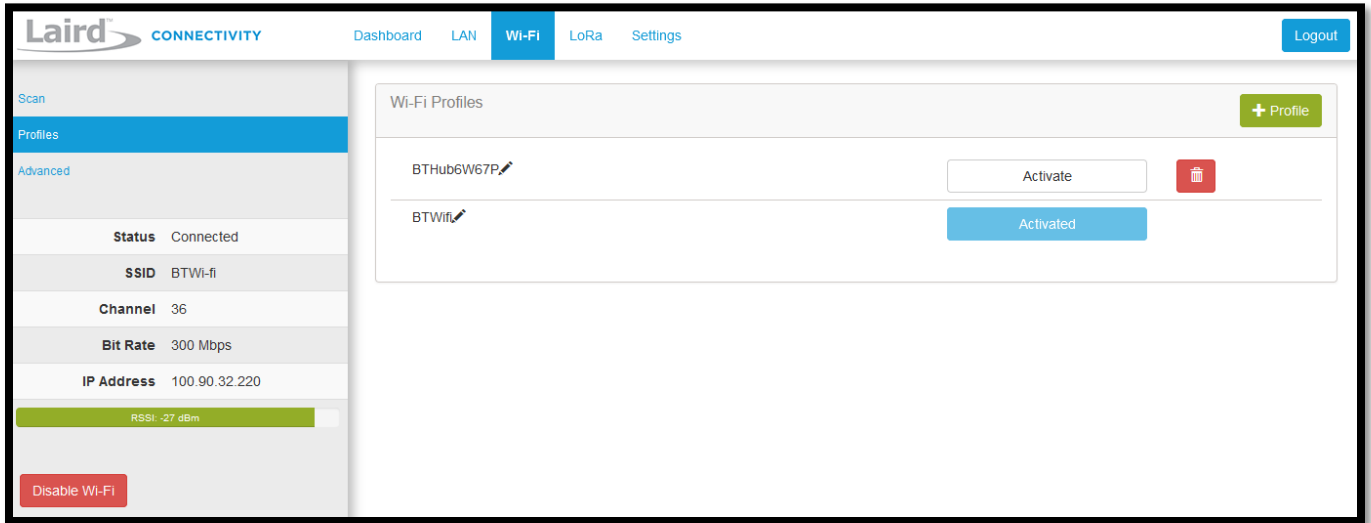 Laird™ CONNECTIVITY
Dashboard LAN Wi-Fi LoRa Settings Logout
Scan
Profiles
Advanced
Status Connected
SSID BTWi-fi
Channel 36
Bit Rate 300 Mbps
IP Address 100.90.32.220
RSSI: -27 dBm
Disable Wi-Fi
Wi-Fi Profiles
+ Profile
BTHub6W67P Activate
BTWifi Activated